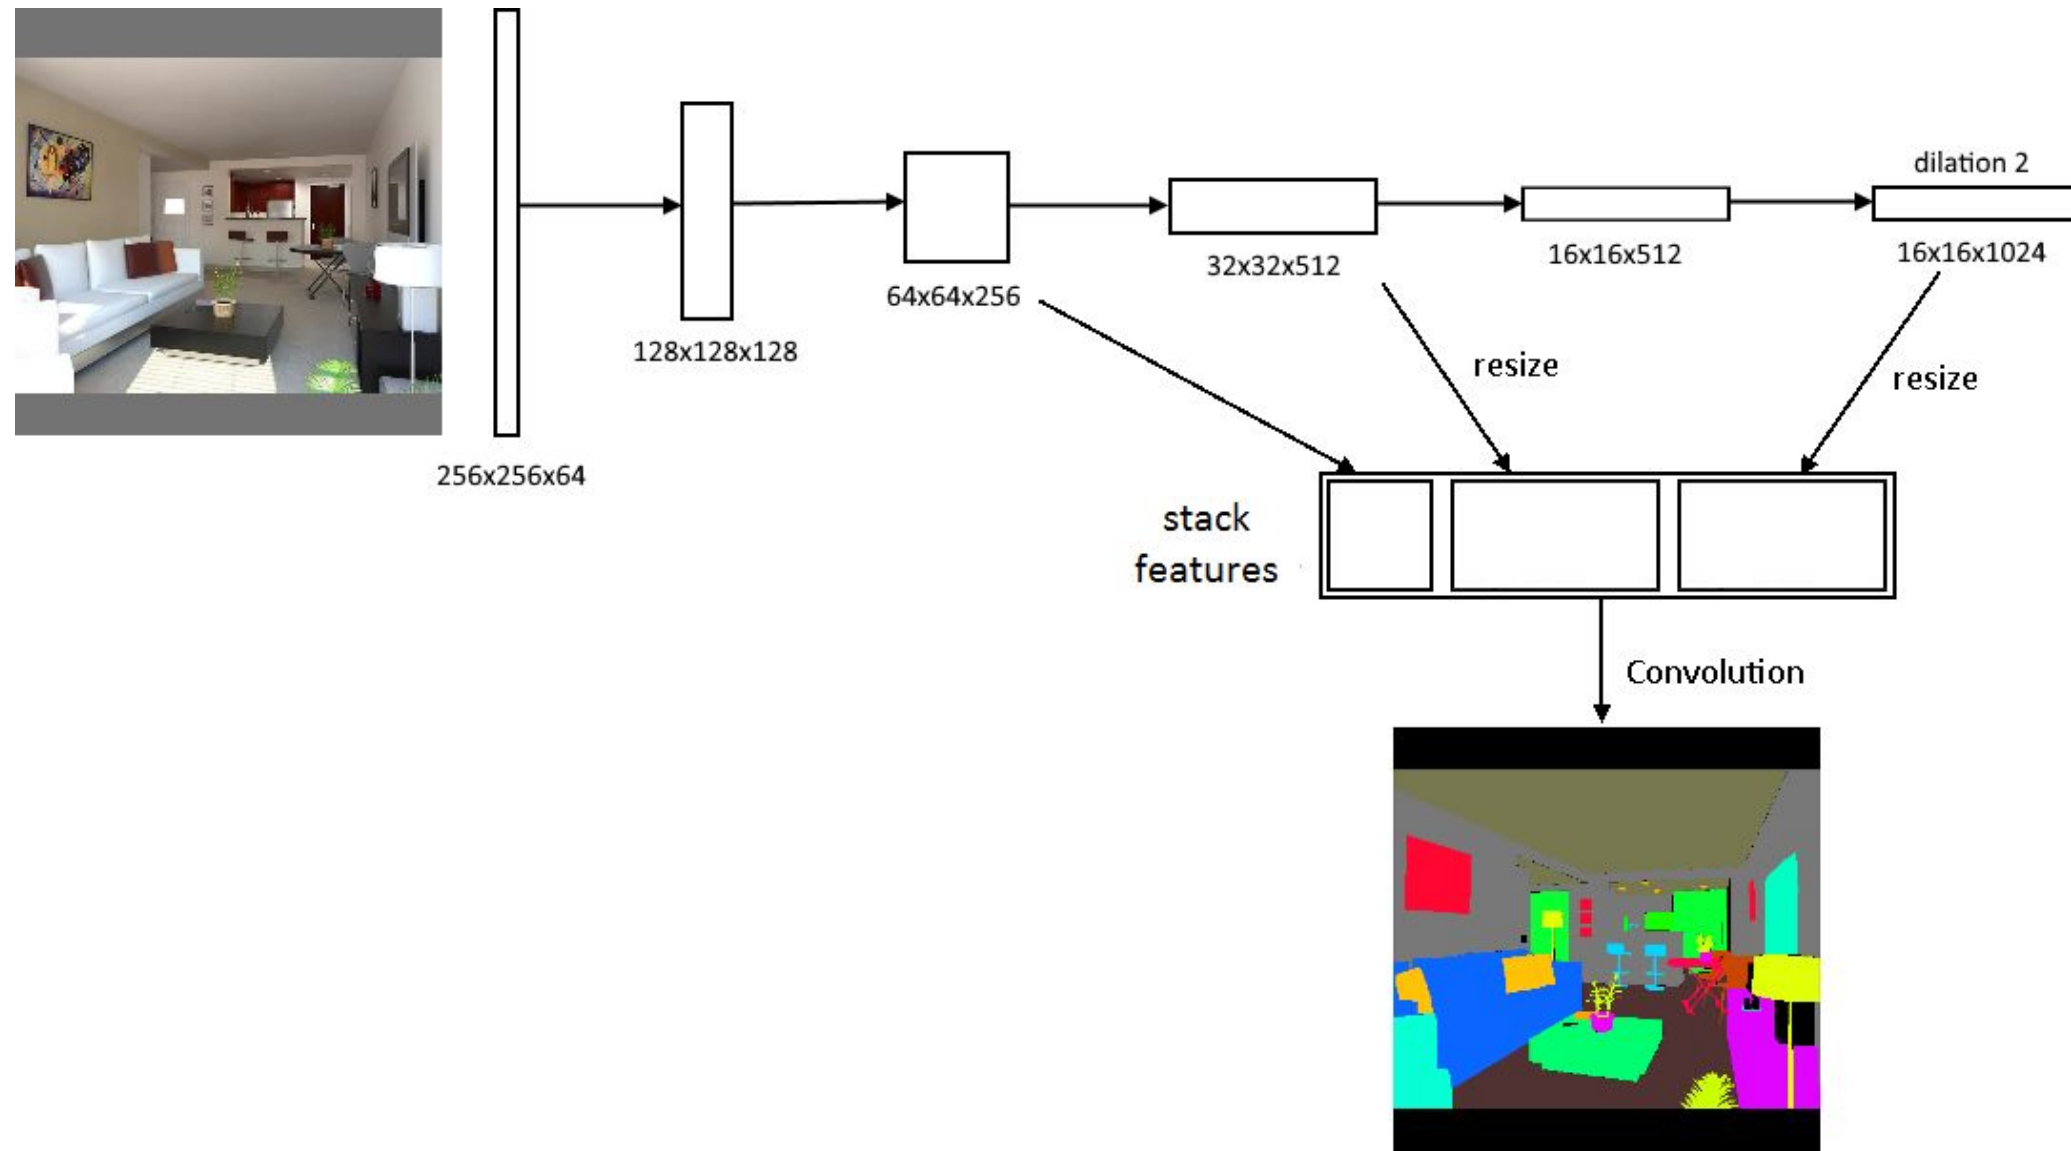 dilation 2
32x32x512
16x16x512
16x16x1024
64x64x256
128x128x128
resize
resize
256x256x64
stack
features
Convolution